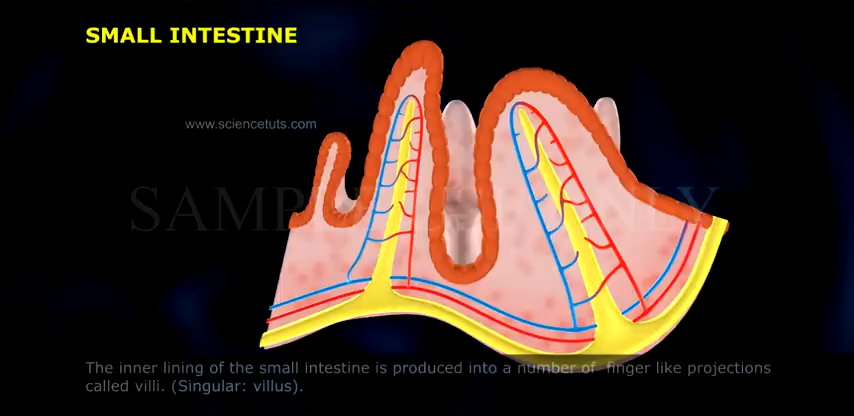 SMALL INTESTINE
www.sciencetuts.com
SAMPLE USE ONLY
The inner lining of the small intestine is produced into a number of finger like projections
called villi. (Singular: villus).